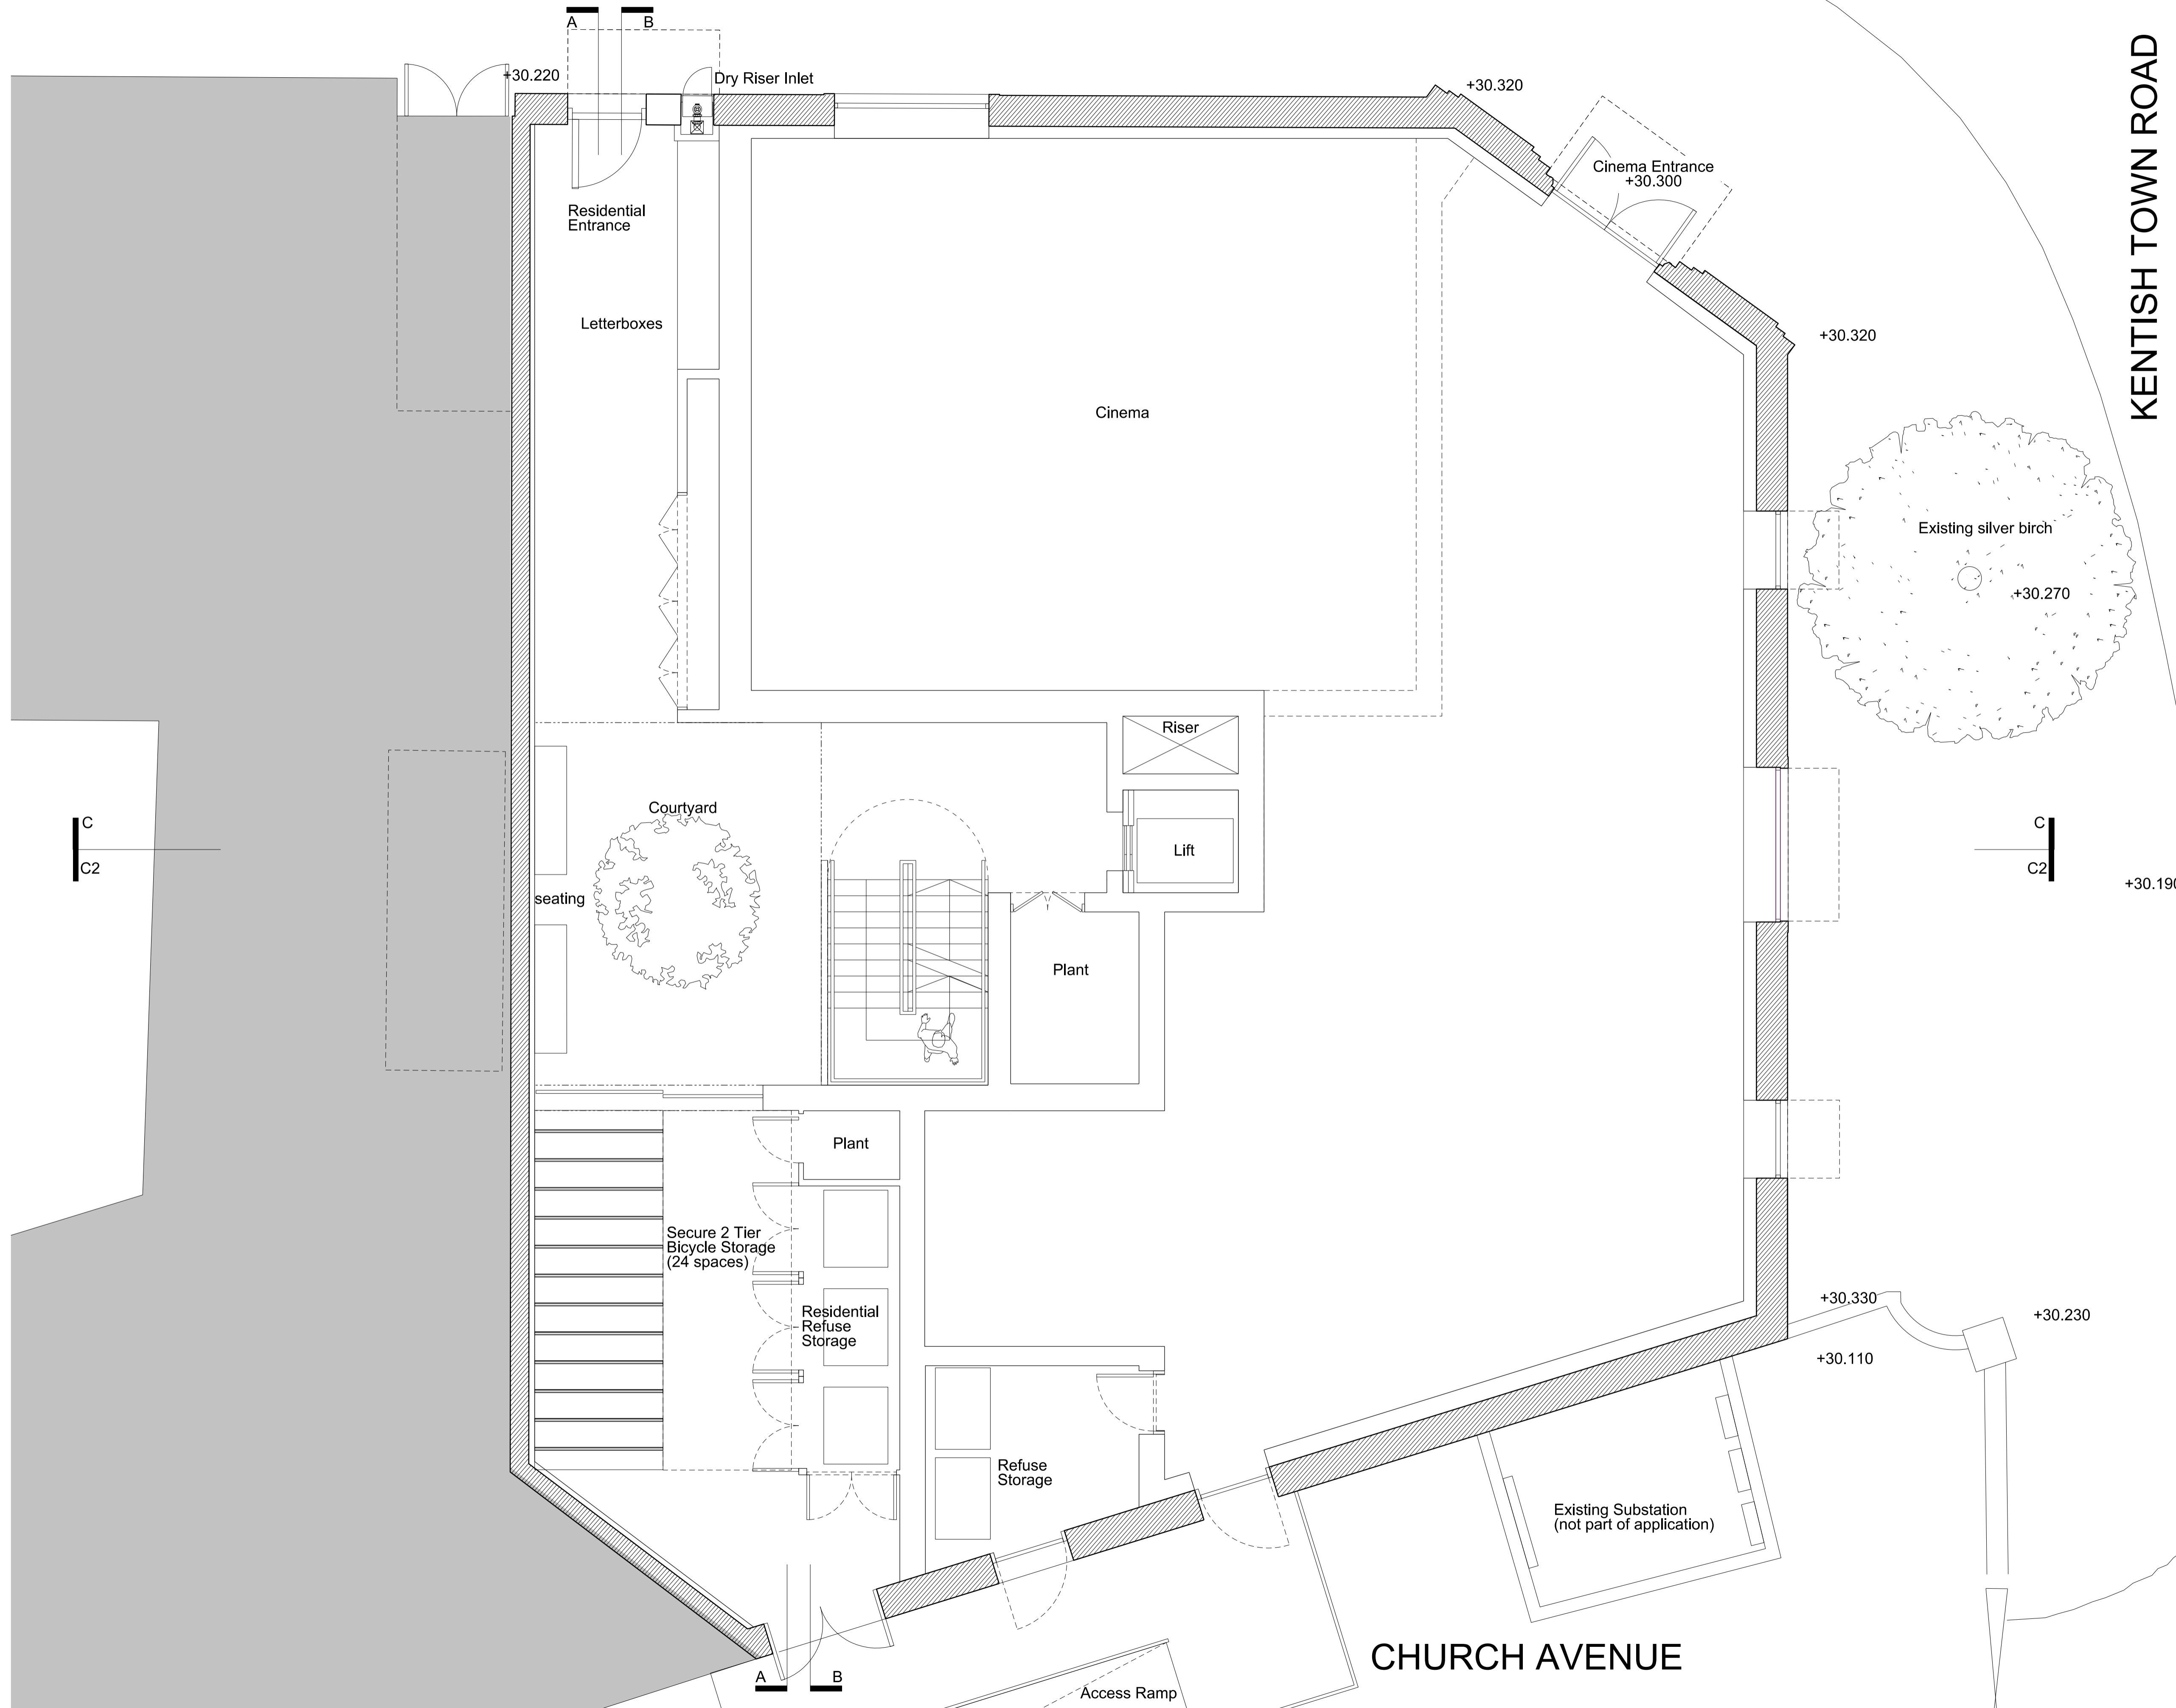 A
B
KENTISH TOWN ROAD
+30.220
Dry Riser Inlet
+30.320
Cinema Entrance
+30.300
Residential
Entrance
Letterboxes
+30.320
Cinema
Existing silver birch
+30.270
Riser
Courtyard
C
C2
Lift
C
C2
+30.190
seating
Plant
Plant
Secure 2 Tier
Bicycle Storage
(24 spaces)
Residential
Refuse
Storage
+30.330
+30.230
+30.110
Refuse
Storage
Existing Substation
(not part of application)
CHURCH AVENUE
A
B
Access Ramp